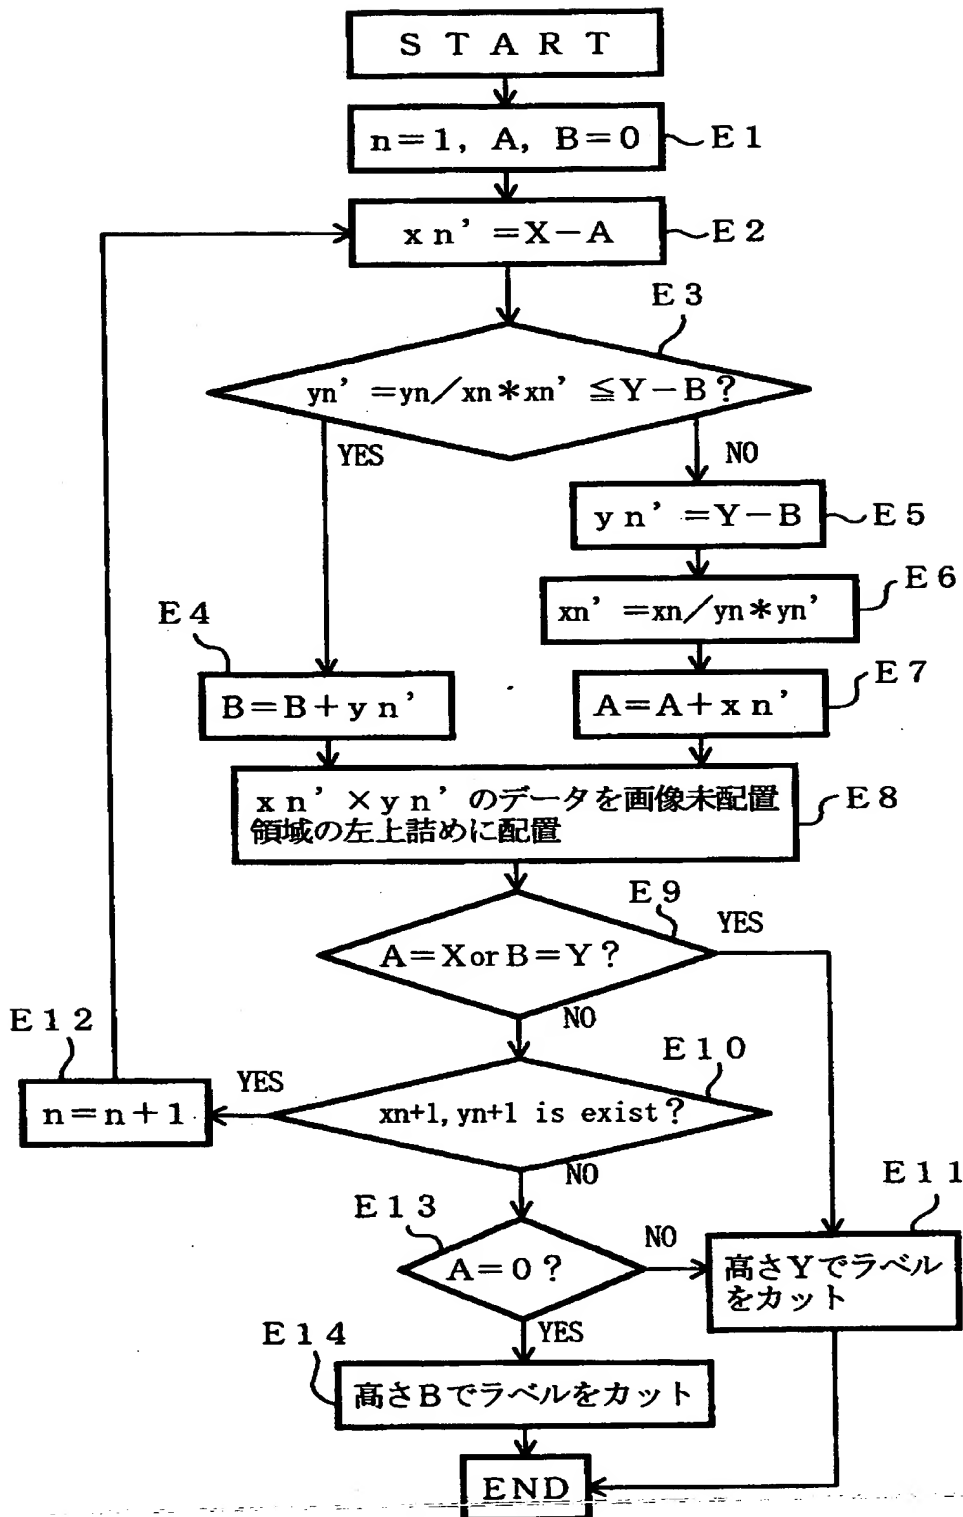 START
n=1, A, B=0
E1
xn'=X-A
E2
E3
yn'=yn/xn*xn'≦Y-B?
YES
NO
yn'=Y-B
E5
xn'=xn/yn*yn'
E6
E4
B=B+yn'
A=A+xn'
E7
xn'×yn'のデータを画像未配置
領域の左上詰めに配置
E8
E9
A=XorB=Y?
YES
NO
E10
xn+1,yn+1 is exist?
YES
E12
n=n+1
NO
E13
A=0?
NO
E11
高さYでラベル
をカット
YES
E14
高さBでラベルをカット
END